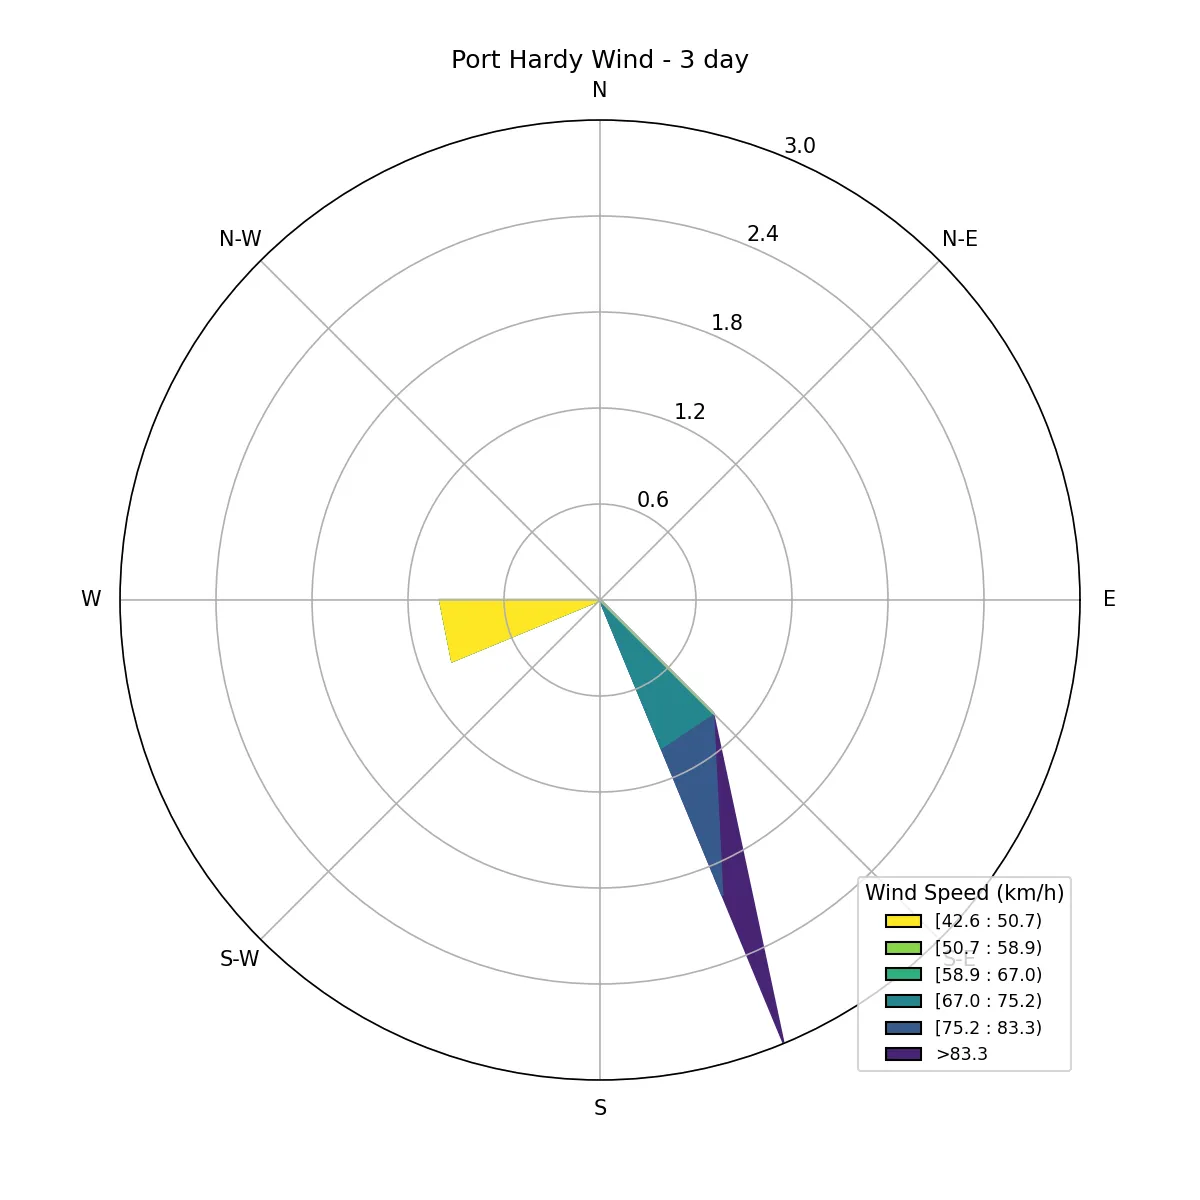 Port Hardy Wind - 3 day
N
3.0
N-W
2.4
N-E
1.8
1.2
0.6
W
E
Wind Speed (km/h)
[42.6 : 50.7)
[50.7 : 58.9)
S-W
S-E
[58.9 : 67.0)
[67.0 : 75.2)
[75.2 : 83.3)
>83.3
S